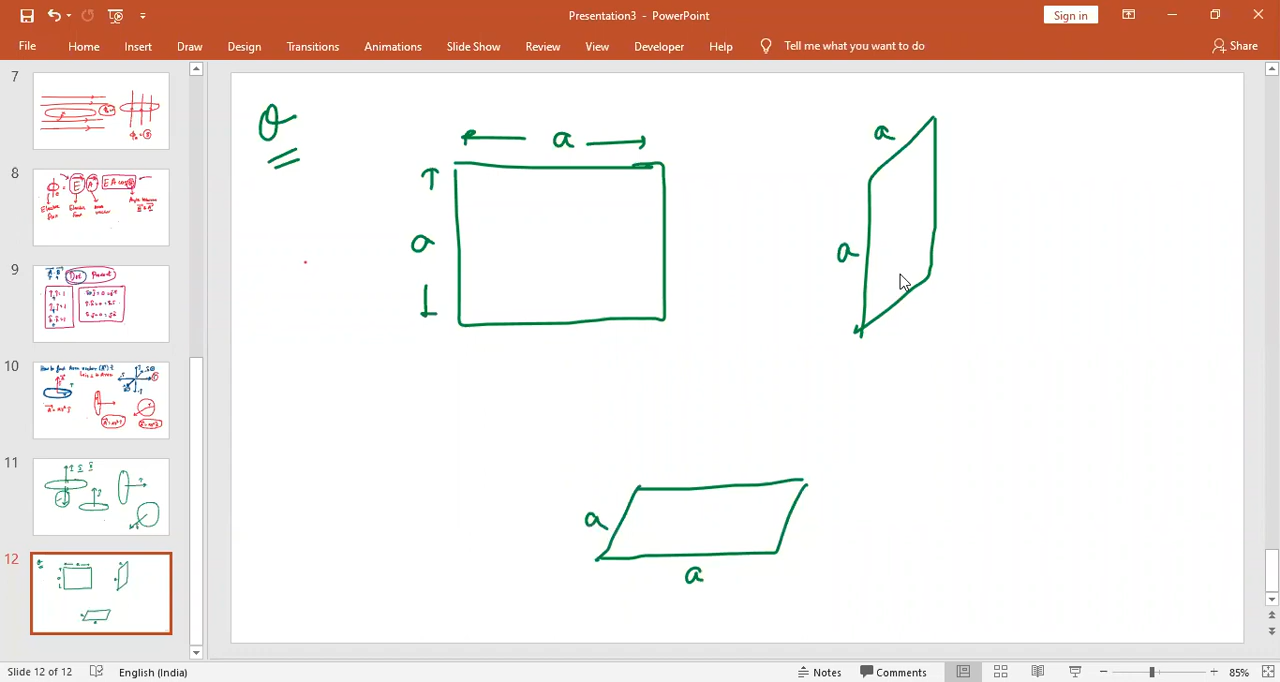 Presentation3 - PowerPoint
Sign in
File Home Insert Draw Design Transitions Animations Slide Show Review View Developer Help Tell me what you want to do Share
7
8
E A
9
10
11
12
Q
a
a
a
a
a
a
Slide 12 of 12 English (India) Notes Comments 85%